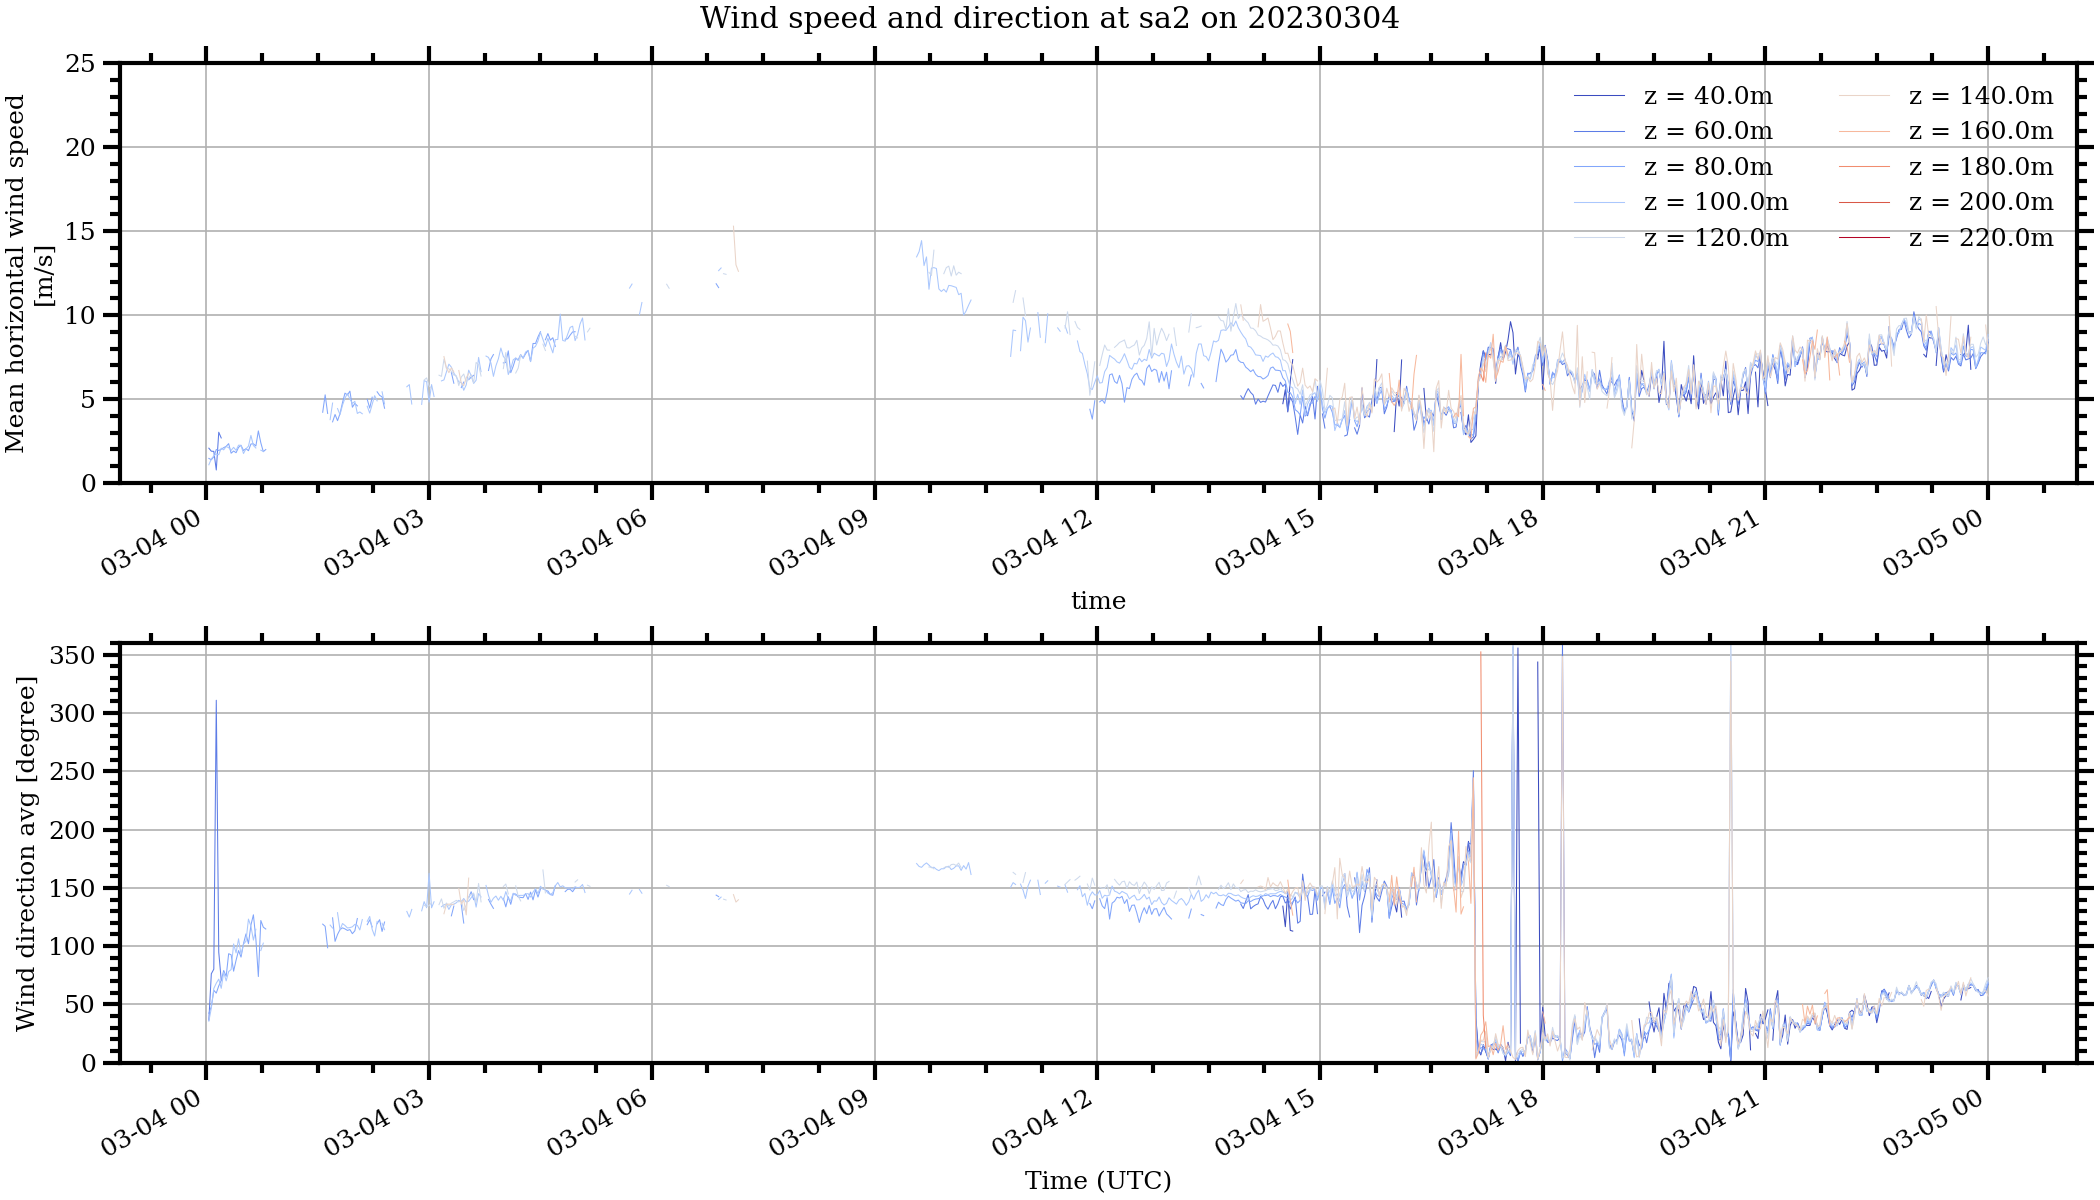 Wind speed and direction at sa2 on 20230304
Mean horizontal wind speed
[m/s]
25
20
15
10
5
0
z = 40.0m
z = 60.0m
z = 80.0m
z = 100.0m
z = 120.0m
z = 140.0m
z = 160.0m
z = 180.0m
z = 200.0m
z = 220.0m
03-04 00
03-04 03
03-04 06
03-04 09
03-04 12
03-04 15
03-04 18
03-04 21
03-05 00
time
Wind direction avg [degree]
350
300
250
200
150
100
50
0
03-04 00
03-04 03
03-04 06
03-04 09
03-04 12
03-04 15
03-04 18
03-04 21
03-05 00
Time (UTC)